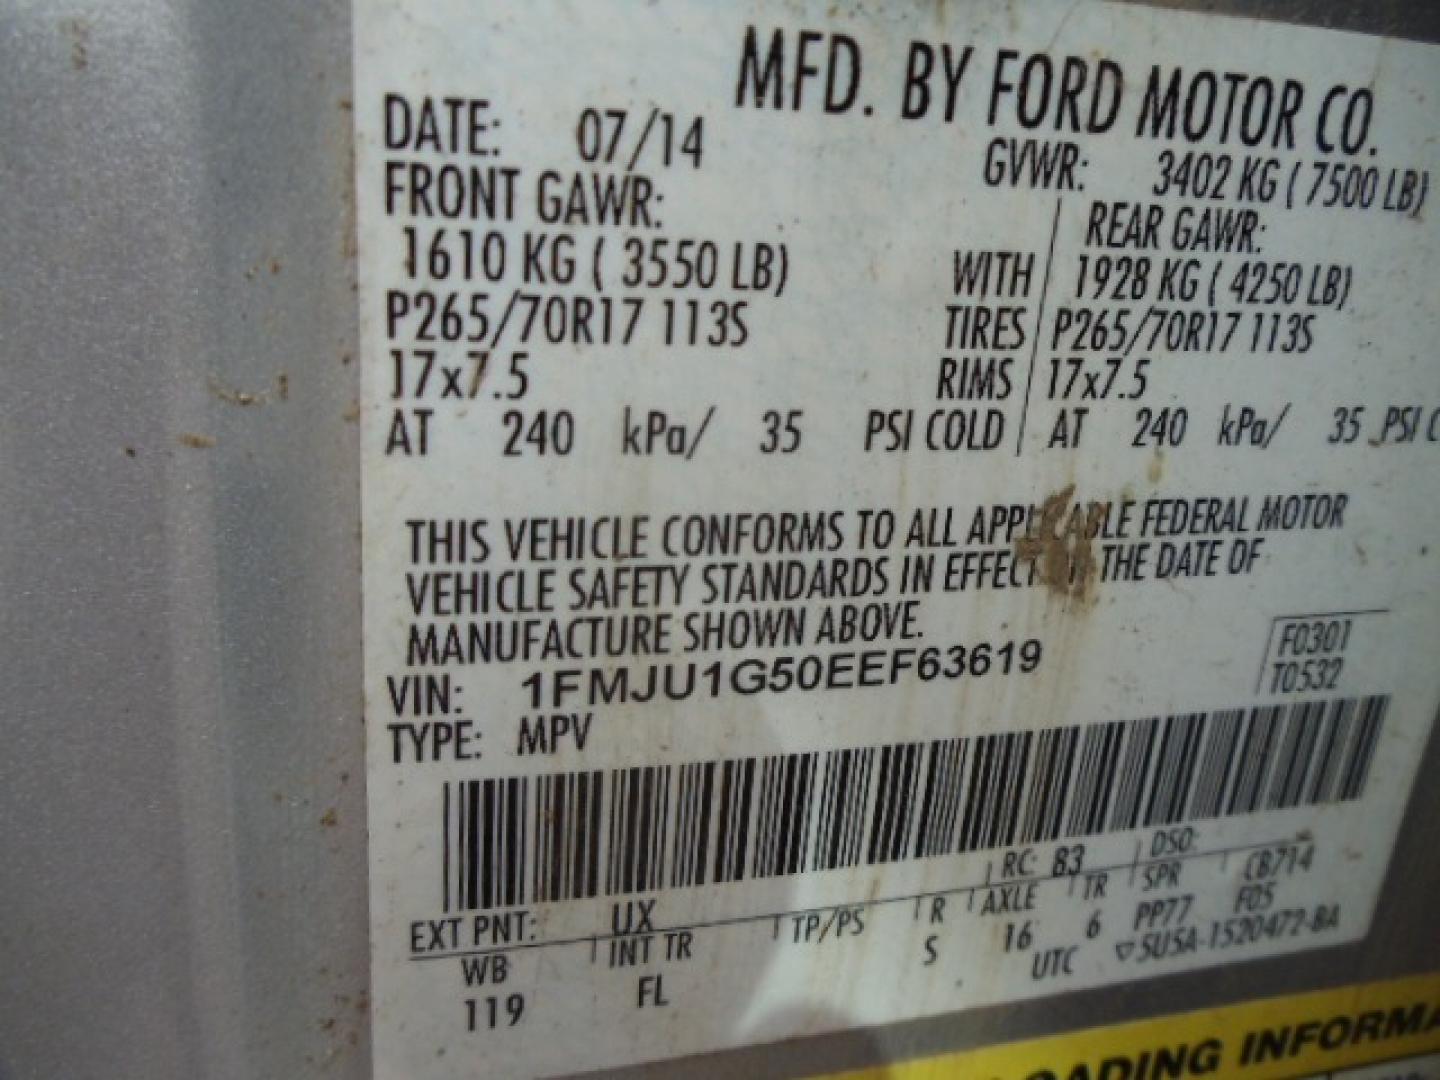 MFD. BY FORD MOTOR CO.
DATE: 07/14 GVWR: 3402 KG ( 7500 LB)
FRONT GAWR: REAR GAWR:
1610 KG ( 3550 LB) WITH 1928 KG ( 4250 LB)
P265/70R17 113S TIRES P265/70R17 113S
17x7.5 RIMS 17x7.5
AT 240 kPa/ 35 PSI COLD AT 240 kPa/ 35 PSI C
THIS VEHICLE CONFORMS TO ALL APPLICABLE FEDERAL MOTOR
VEHICLE SAFETY STANDARDS IN EFFECT THE DATE OF
MANUFACTURE SHOWN ABOVE.
VIN: 1FMJU1G50EEF63619 F0301
TYPE: MPV T0532
EXT PNT: UX RC: 83 DSO:
WB INT TR TP/PS R AXLE TR SPR CB714
119 FL S 16 6 PP77 F05
UTC ▽5U5A-1520472-BA
OADING INFORMA